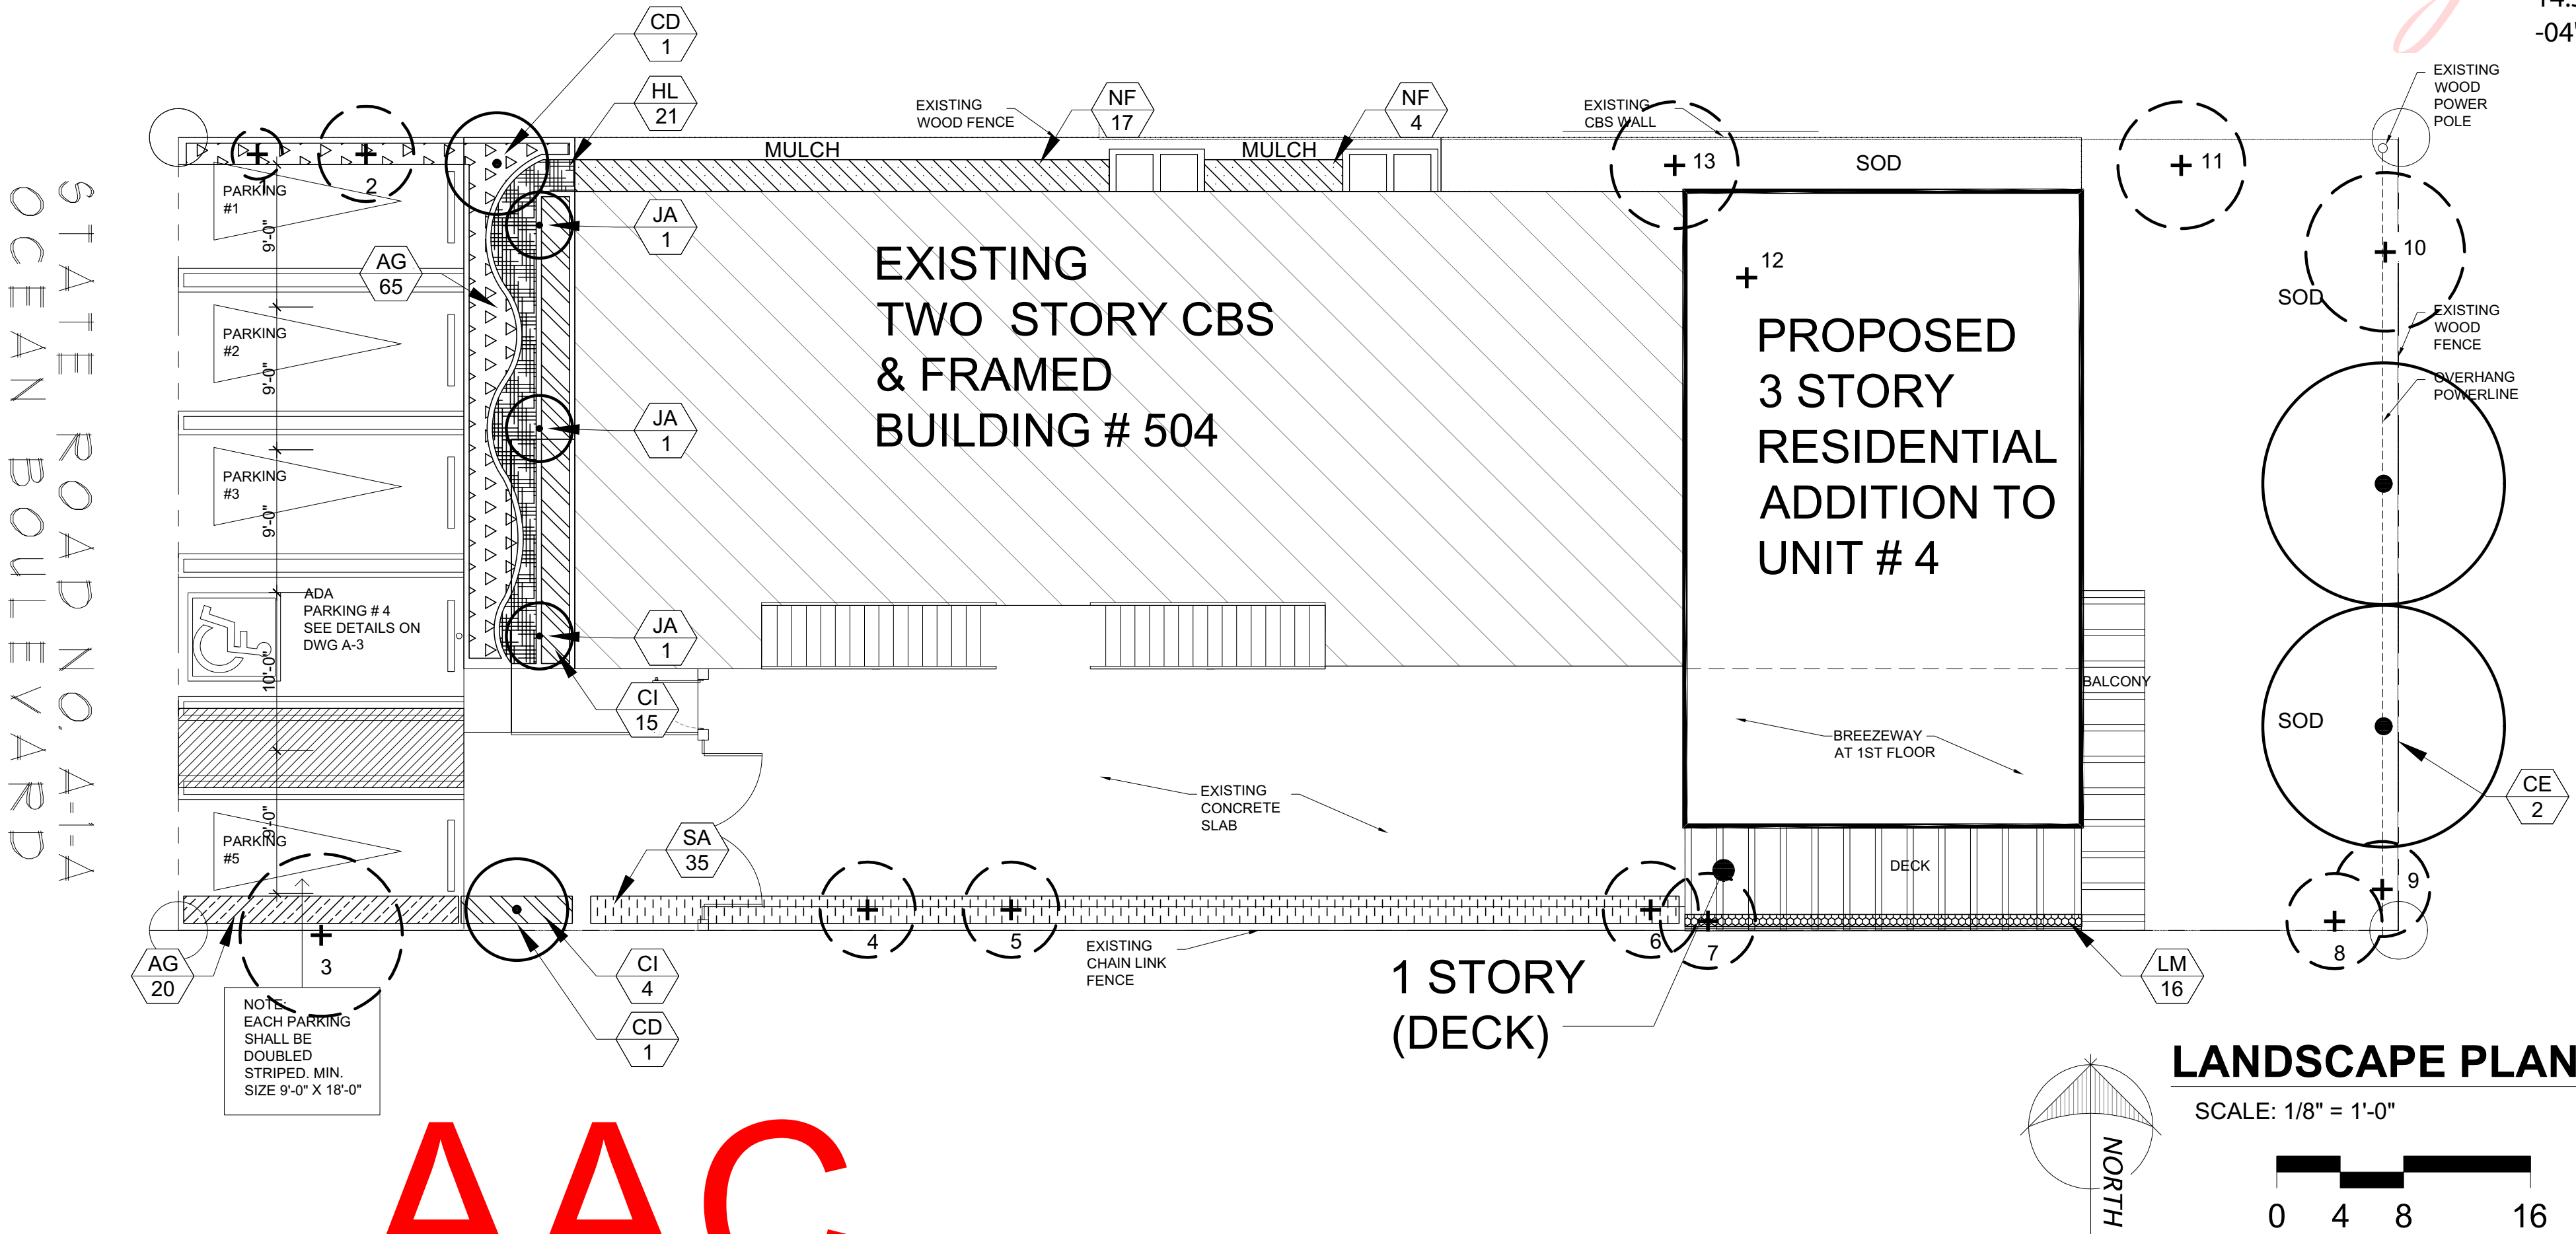 -04'
CD
1
HL
21
EXISTING
WOOD FENCE
NF
17
NF
4
EXISTING
CBS WALL
EXISTING
WOOD
POWER
POLE
MULCH
MULCH
SOD
1
2
13
11
PARKING
#1
9'-0"
JA
1
AG
65
10
12
SOD
EXISTING
WOOD
FENCE
OVERHANG
POWERLINE
EXISTING
TWO STORY CBS
& FRAMED
BUILDING # 504
PROPOSED
3 STORY
RESIDENTIAL
ADDITION TO
UNIT # 4
PARKING
#2
9'-0"
JA
1
PARKING
#3
9'-0"
STATE ROAD NO. A-1-A
OCEAN BOULEVARD
ADA
PARKING # 4
SEE DETAILS ON
DWG A-3
10'-0"
JA
1
CI
15
BALCONY
SOD
BREEZEWAY
AT 1ST FLOOR
EXISTING
CONCRETE
SLAB
CE
2
PARKING
#5
9'-0"
SA
35
DECK
3
4
5
6
7
8
9
AG
20
CI
4
CD
1
EXISTING
CHAIN LINK
FENCE
1 STORY
(DECK)
LM
16
NOTE:
EACH PARKING
SHALL BE
DOUBLED
STRIPED. MIN.
SIZE 9'-0" X 18'-0"
LANDSCAPE PLAN
SCALE: 1/8" = 1'-0"
NORTH
0 4 8 16